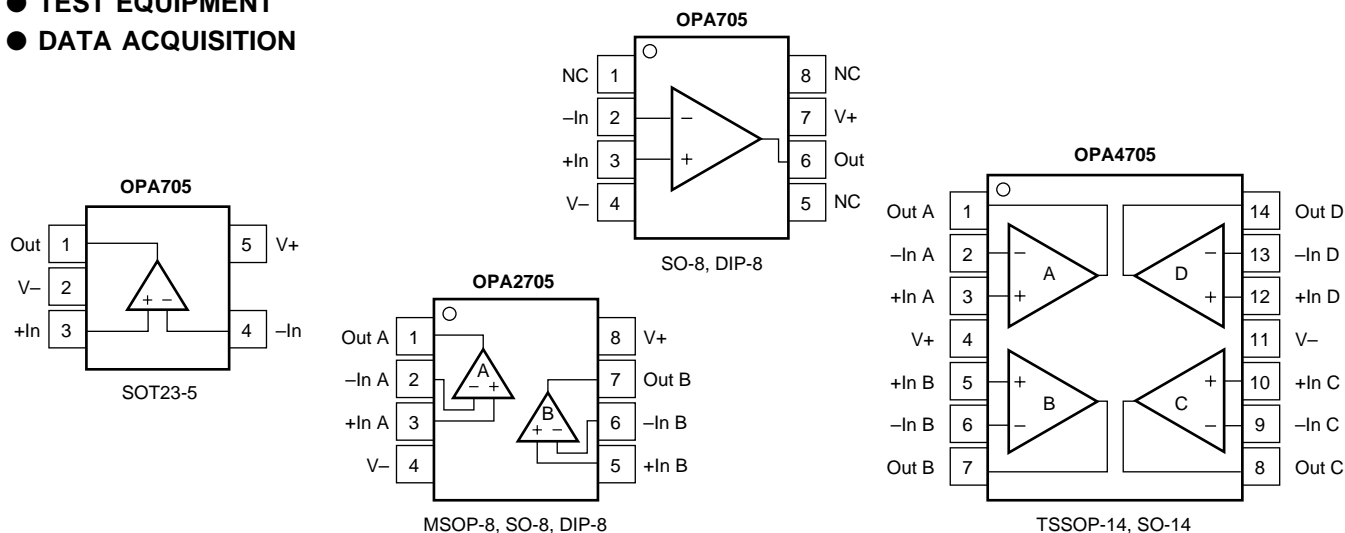 ● TEST EQUIPMENT
● DATA ACQUISITION
OPA705
NC 1 8 NC
–In 2 – 7 V+
+In 3 + 6 Out
V– 4 5 NC
SO-8, DIP-8
OPA705
Out 1 5 V+
V– 2
+In 3 + – 4 –In
SOT23-5
OPA2705
Out A 1 8 V+
–In A 2 A – + 7 Out B
+In A 3 B + – 6 –In B
V– 4 5 +In B
MSOP-8, SO-8, DIP-8
OPA4705
Out A 1 14 Out D
–In A 2 – – 13 –In D
A D
+In A 3 + + 12 +In D
V+ 4 11 V–
+In B 5 + + 10 +In C
B C
–In B 6 – – 9 –In C
Out B 7 8 Out C
TSSOP-14, SO-14